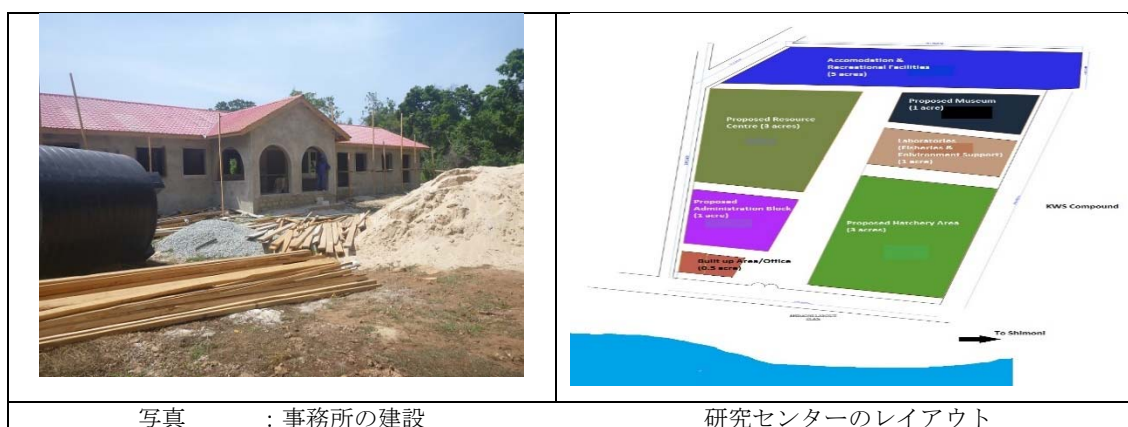 Accomodation &
Recreational Facilities
(5 acres)
Proposed Museum
(1 acre)
Proposed Resource
Centre (3 acres)
Laboratories
(Fisheries &
Enivironment Support)
(1 acre)
KWS Compound
Proposed
Administration Block
(1 acre)
Proposed Harchery Area
(3 acres)
Built up Area/Office
(0.5 acre)
To Shimoni
写真　　　：事務所の建設
研究センターのレイアウト